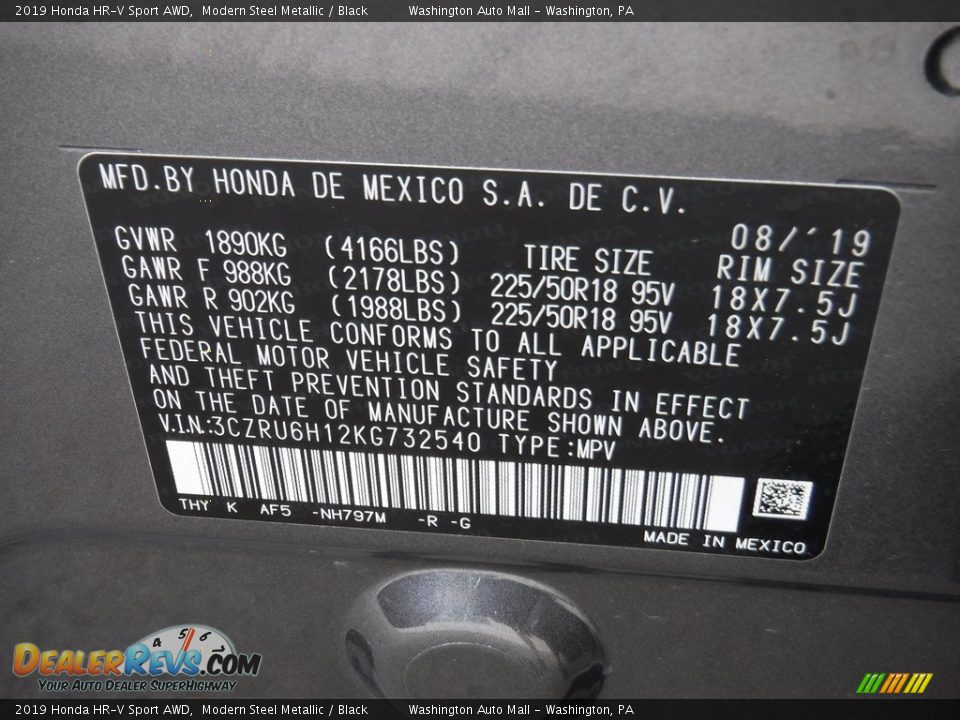 2019 Honda HR-V Sport AWD, Modern Steel Metallic / Black Washington Auto Mall - Washington, PA
MFD.BY HONDA DE MEXICO S.A. DE C.V.
08/'19
GVWR 1890KG (4166LBS) TIRE SIZE RIM SIZE
GAWR F 988KG (2178LBS) 225/50R18 95V 18X7.5J
GAWR R 902KG (1988LBS) 225/50R18 95V 18X7.5J
THIS VEHICLE CONFORMS TO ALL APPLICABLE
FEDERAL MOTOR VEHICLE SAFETY
AND THEFT PREVENTION STANDARDS IN EFFECT
ON THE DATE OF MANUFACTURE SHOWN ABOVE.
V.I.N.:3CZRU6H12KG732540 TYPE:MPV
THY K AF5 -NH797M -R -G
MADE IN MEXICO
4 5 6
DEALERREVS.COM
YOUR AUTO DEALER SUPERHIGHWAY
2019 Honda HR-V Sport AWD, Modern Steel Metallic / Black Washington Auto Mall - Washington, PA